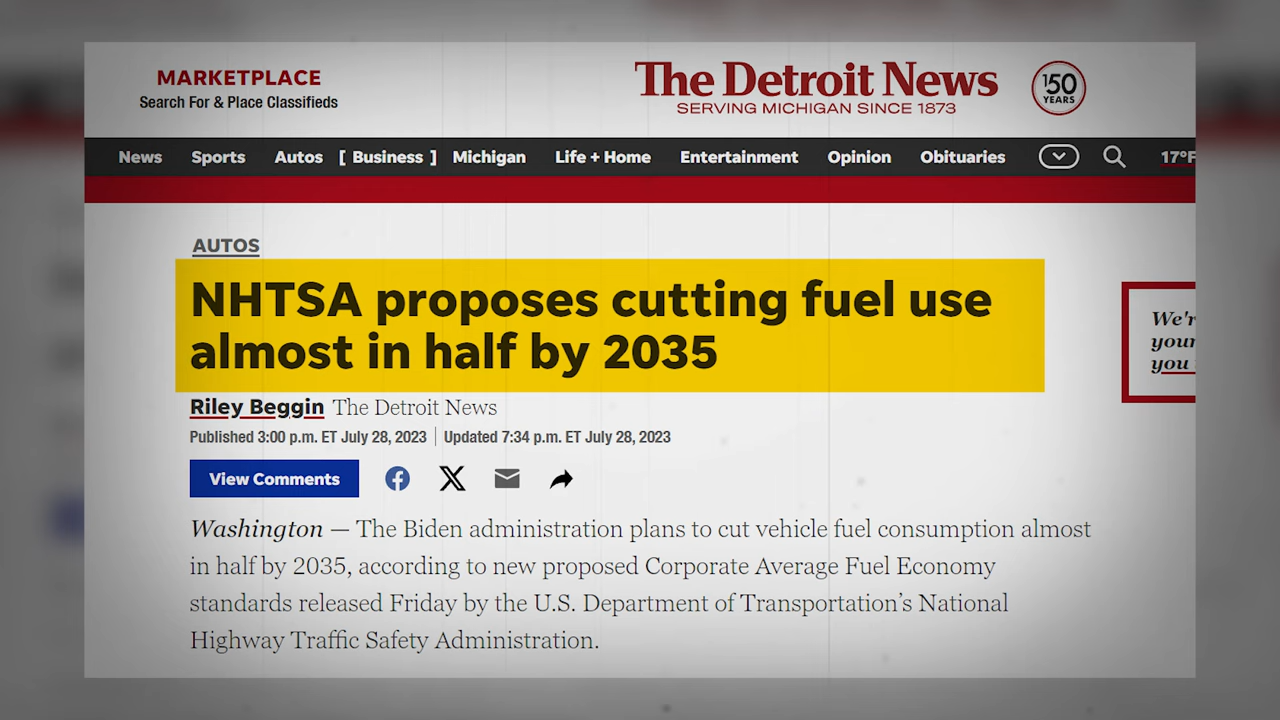 MARKETPLACE
Search For & Place Classifieds
The Detroit News
SERVING MICHIGAN SINCE 1873
150
YEARS
News Sports Autos [ Business ] Michigan Life + Home Entertainment Opinion Obituaries 17°F
AUTOS
NHTSA proposes cutting fuel use
almost in half by 2035
We'r
your
you
Riley Beggin The Detroit News
Published 3:00 p.m. ET July 28, 2023 | Updated 7:34 p.m. ET July 28, 2023
View Comments
Washington — The Biden administration plans to cut vehicle fuel consumption almost
in half by 2035, according to new proposed Corporate Average Fuel Economy
standards released Friday by the U.S. Department of Transportation's National
Highway Traffic Safety Administration.